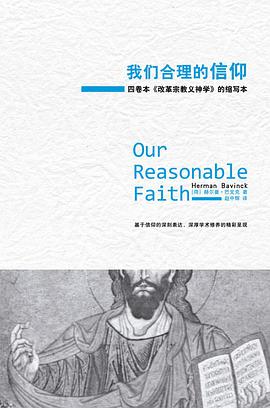 我们合理的信仰
四卷本《改革宗教义神学》的缩写本
Our
Reasonable
Faith
Herman Bavinck
[荷] 赫尔曼·巴文克 著
赵中辉 译
基于信仰的深刻表达，深厚学术修养的精彩呈现